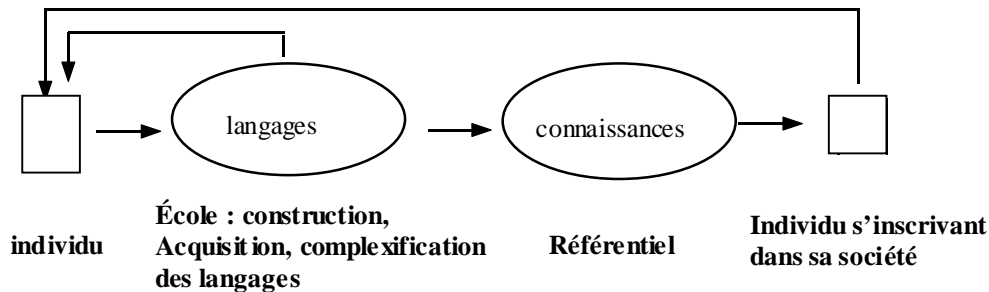 langages
connaissances
individu
École : construction,
Acquisition, complexification
des langages
Référentiel
Individu s’inscrivant
dans sa société